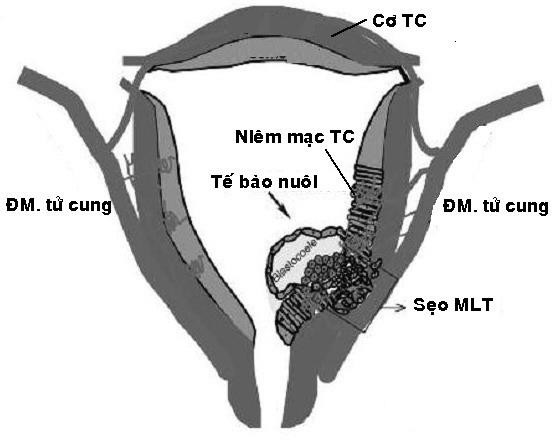 Cơ TC
Niêm mạc TC
Tế bào nuôi
ĐM. tử cung
ĐM. tử cung
Blastocoele
Sẹo MLT